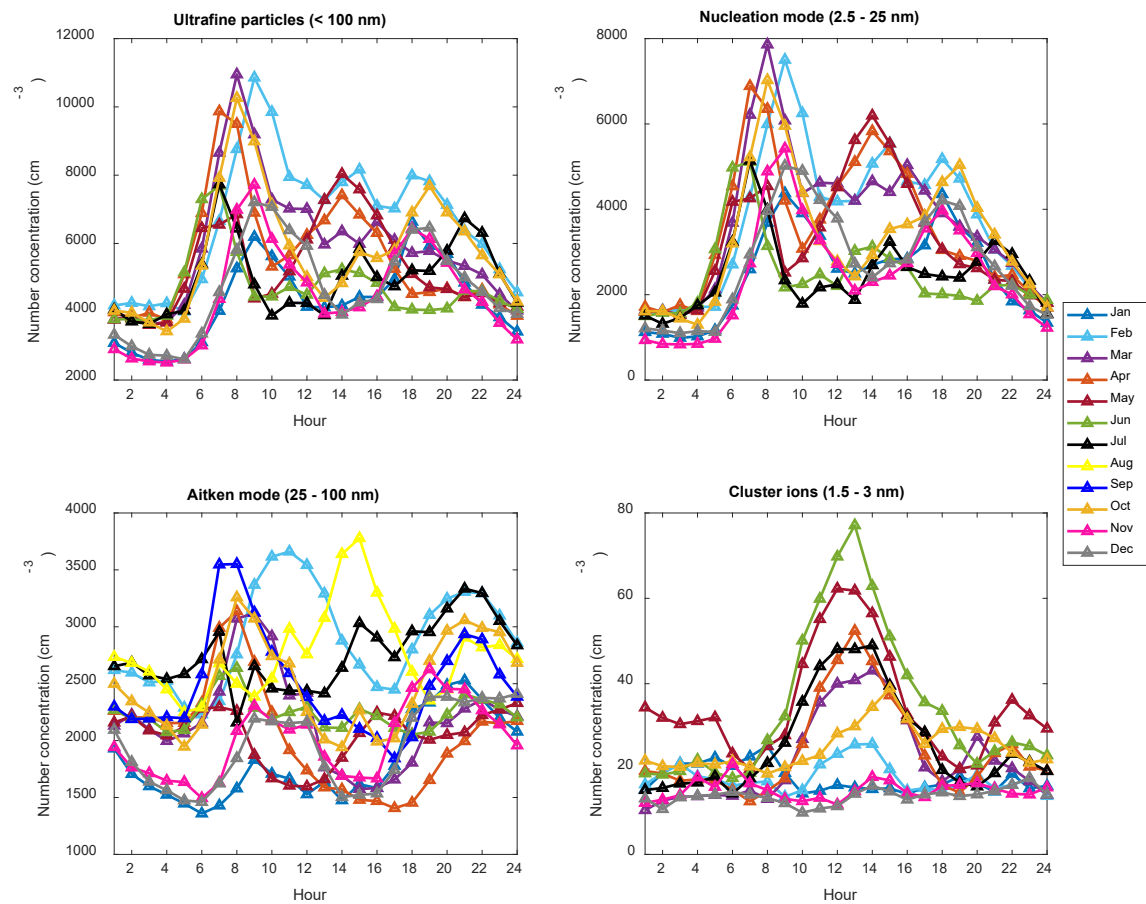 Ultrafine particles (< 100 nm)
12000
10000
8000
6000
4000
2000
Number concentration (cm-3)
2 4 6 8 10 12 14 16 18 20 22 24
Hour
Nucleation mode (2.5 - 25 nm)
8000
6000
4000
2000
0
Number concentration (cm-3)
2 4 6 8 10 12 14 16 18 20 22 24
Hour
Jan
Feb
Mar
Apr
May
Jun
Jul
Aug
Sep
Oct
Nov
Dec
Aitken mode (25 - 100 nm)
4000
3500
3000
2500
2000
1500
1000
Number concentration (cm-3)
2 4 6 8 10 12 14 16 18 20 22 24
Hour
Cluster ions (1.5 - 3 nm)
80
60
40
20
0
Number concentration (cm-3)
2 4 6 8 10 12 14 16 18 20 22 24
Hour